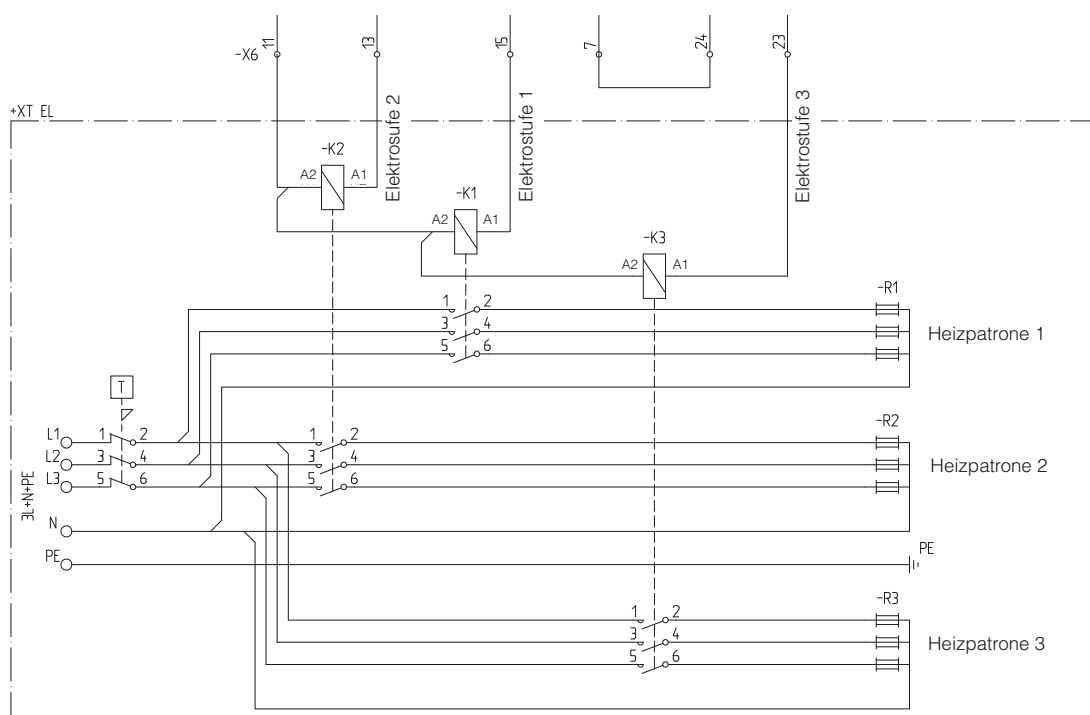 -X6 11 13 15 7 24 23
+XT EL
Elektrosufe 2
Elektrostufe 1
Elektrostufe 3
-K2
A2 A1
-K1
A2 A1
-K3
A2 A1
-R1
1 2
3 4
5 6
Heizpatrone 1
T
-R2
L1 1 2 1 2
L2 3 4 3 4
L3 5 6 5 6
Heizpatrone 2
3L+N+PE
N
PE PE
-R3
1 2
3 4
5 6
Heizpatrone 3